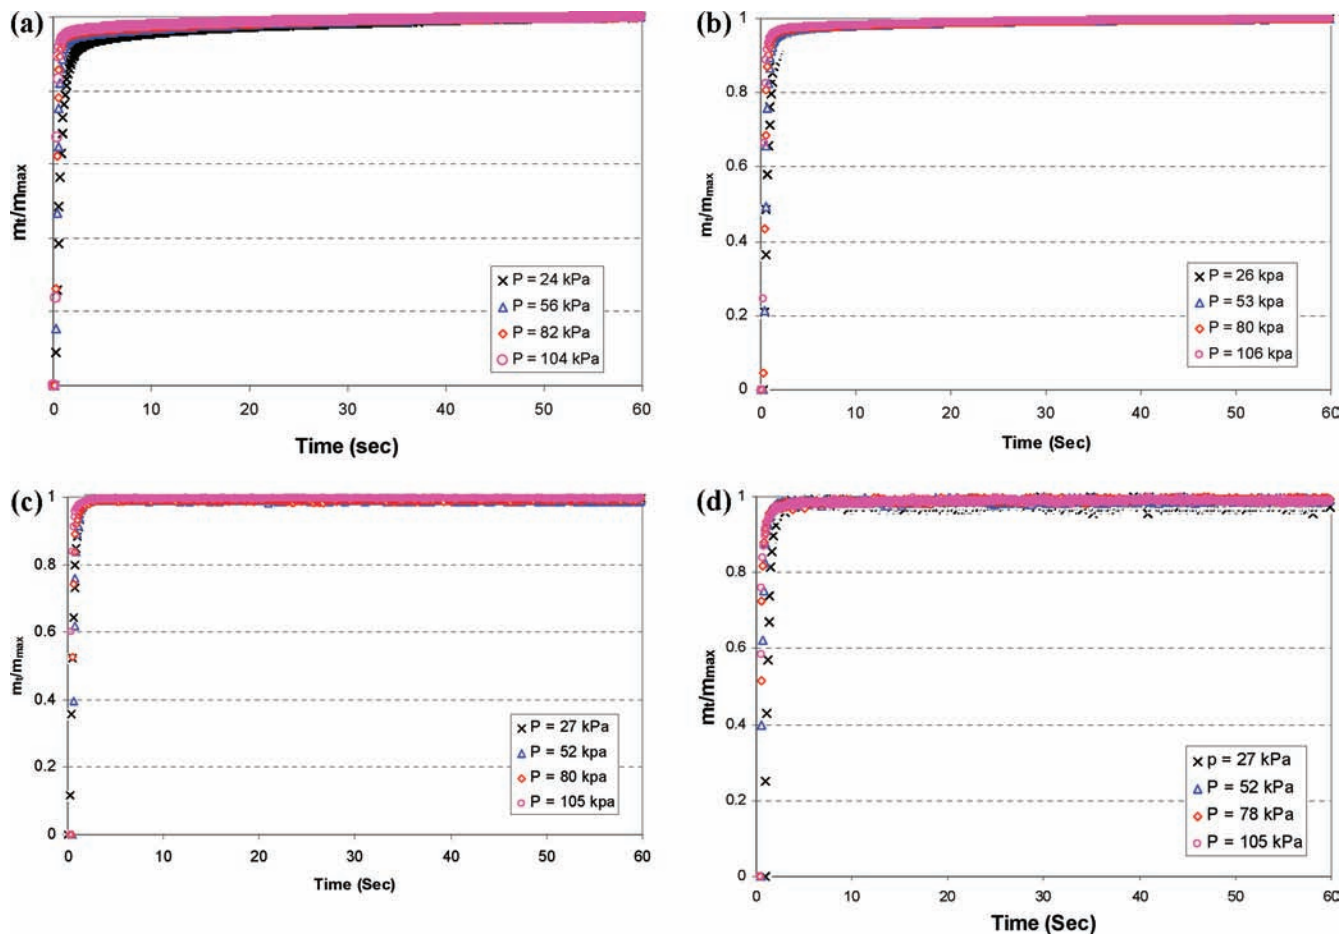 (a)
mt/mmax
P = 24 kPa
P = 56 kPa
P = 82 kPa
P = 104 kPa
0 10 20 30 40 50 60
Time (sec)
(b)
1
0.8
0.6
0.4
0.2
0
mt/mmax
P = 26 kpa
P = 53 kpa
P = 80 kpa
P = 106 kpa
0 10 20 30 40 50 60
Time (Sec)
(c)
1
0.8
0.6
0.4
0.2
0
mt/mmax
P = 27 kPa
P = 52 kpa
P = 80 kpa
P = 105 kpa
0 10 20 30 40 50 60
Time (Sec)
(d)
1
0.8
0.6
0.4
0.2
0
mt/mmax
p = 27 kPa
P = 52 kPa
P = 78 kPa
P = 105 kPa
0 10 20 30 40 50 60
Time (Sec)